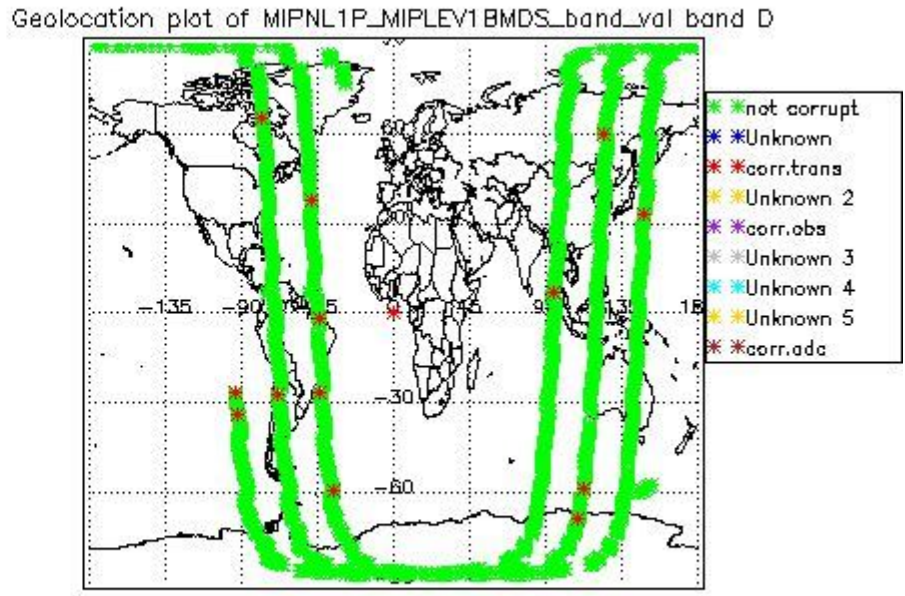 Geolocation plot of MIPNL1P_MIPLEV1BMDS_band_val band D
not corrupt
Unknown
corr.trans
Unknown 2
corr.obs
Unknown 3
Unknown 4
Unknown 5
corr.adc
-135
-90
135
-30
-60